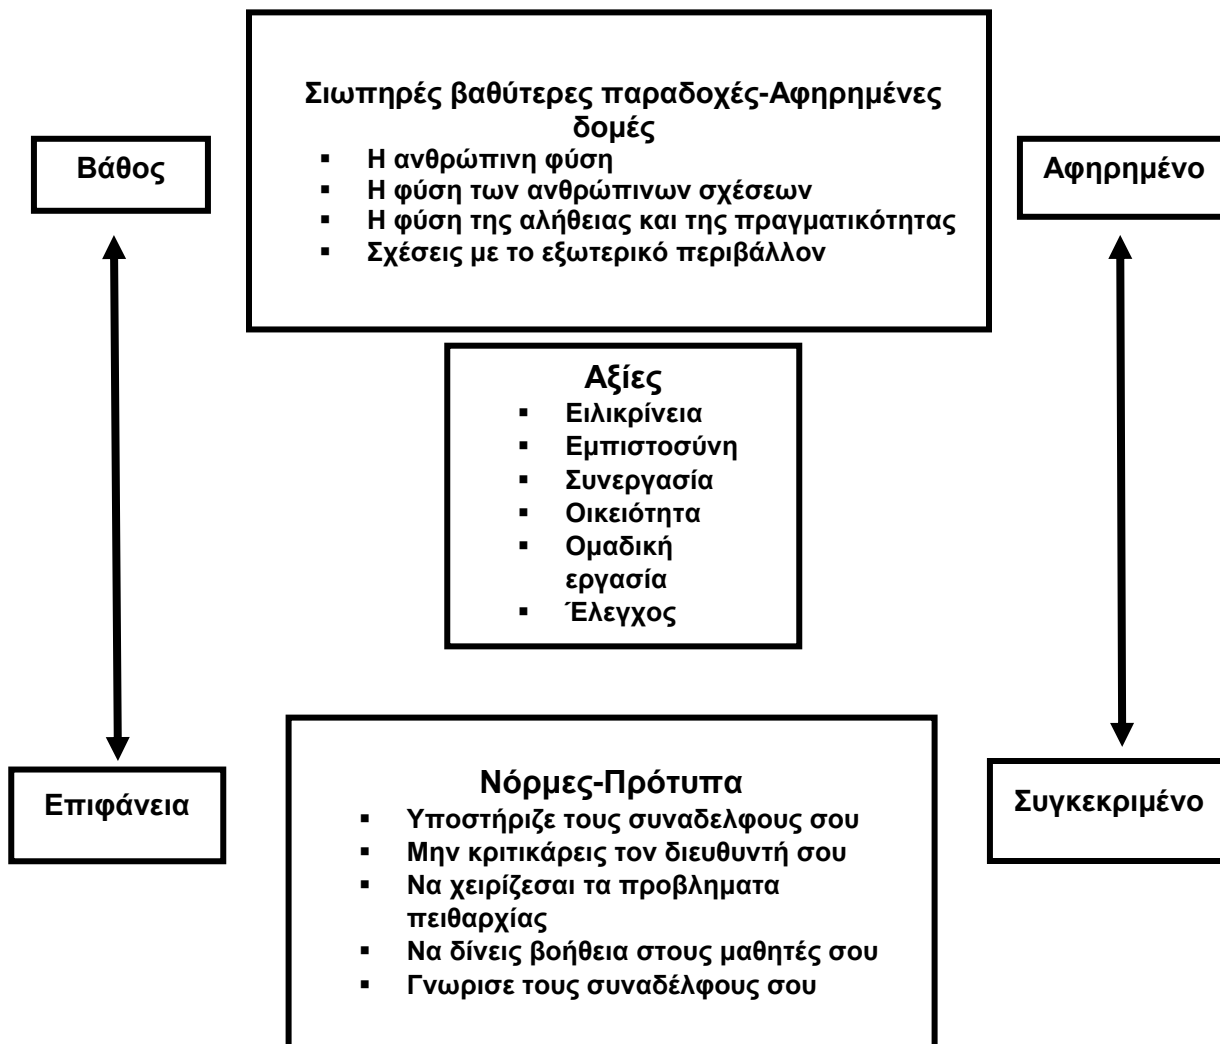 Σιωπηρές βαθύτερες παραδοχές-Αφηρημένες
δομές
▪ Η ανθρώπινη φύση
▪ Η φύση των ανθρώπινων σχέσεων
▪ Η φύση της αλήθειας και της πραγματικότητας
▪ Σχέσεις με το εξωτερικό περιβάλλον
Βάθος
Αφηρημένο
Αξίες
▪ Ειλικρίνεια
▪ Εμπιστοσύνη
▪ Συνεργασία
▪ Οικειότητα
▪ Ομαδική
εργασία
▪ Έλεγχος
Επιφάνεια
Συγκεκριμένο
Νόρμες-Πρότυπα
▪ Υποστήριζε τους συναδελφους σου
▪ Μην κριτικάρεις τον διευθυντή σου
▪ Να χειρίζεσαι τα προβληματα
πειθαρχίας
▪ Να δίνεις βοήθεια στους μαθητές σου
▪ Γνωρισε τους συναδέλφους σου